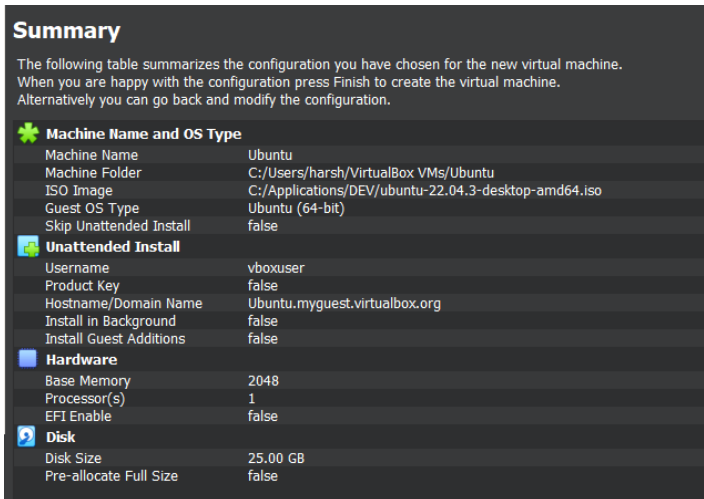 Summary
The following table summarizes the configuration you have chosen for the new virtual machine.
When you are happy with the configuration press Finish to create the virtual machine.
Alternatively you can go back and modify the configuration.
Machine Name and OS Type
Machine Name Ubuntu
Machine Folder C:/Users/harsh/VirtualBox VMs/Ubuntu
ISO Image C:/Applications/DEV/ubuntu-22.04.3-desktop-amd64.iso
Guest OS Type Ubuntu (64-bit)
Skip Unattended Install false
Unattended Install
Username vboxuser
Product Key false
Hostname/Domain Name Ubuntu.myguest.virtualbox.org
Install in Background false
Install Guest Additions false
Hardware
Base Memory 2048
Processor(s) 1
EFI Enable false
Disk
Disk Size 25.00 GB
Pre-allocate Full Size false